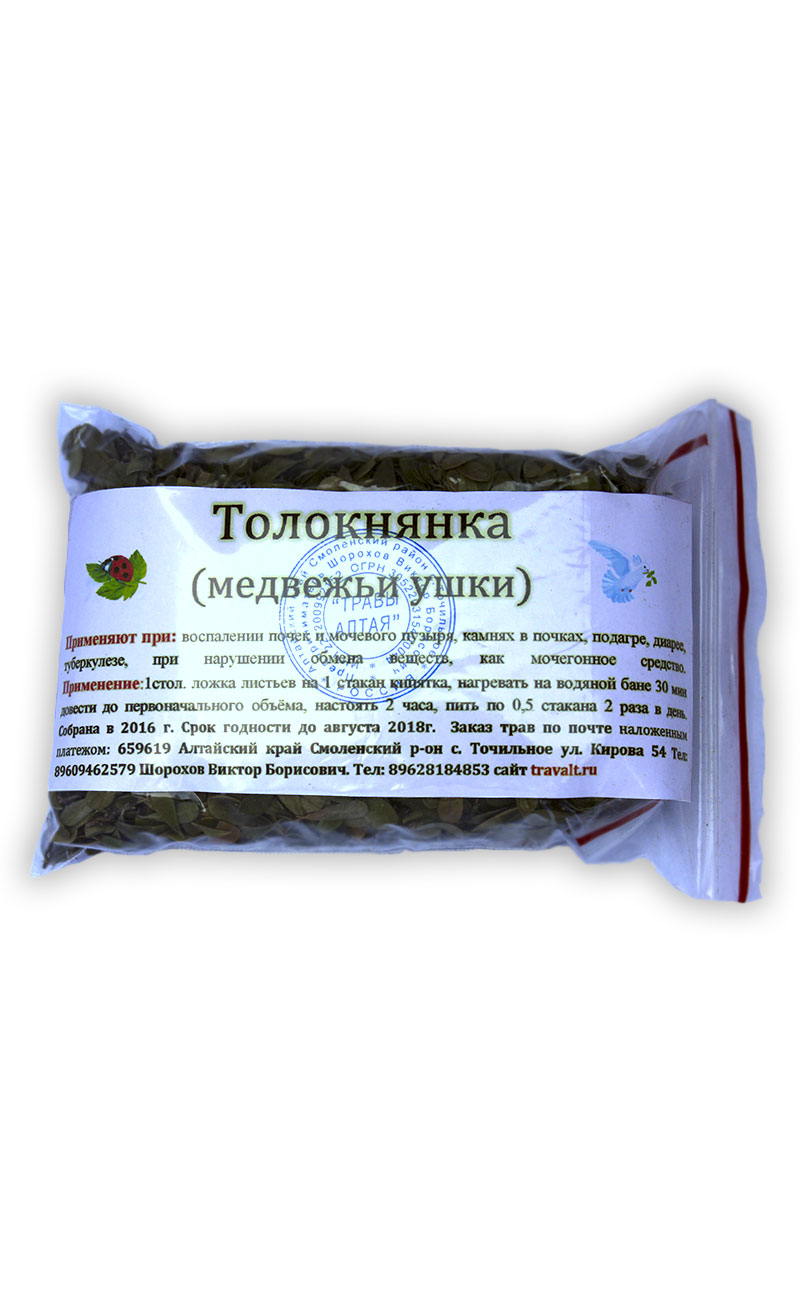 Толокнянка
(медвежьи ушки)
"ТРАВЫ
АЛТАЯ"
Применяют при: воспалении почек и мочевого пузыря, камнях в почках, подагре, диарее,
туберкулезе, при нарушении обмена веществ, как мочегонное средство.
Применение:1стол. ложка листьев на 1 стакан кипятка, нагревать на водяной бане 30 мин
довести до первоначального объёма, настоять 2 часа, пить по 0,5 стакана 2 раза в день.
Собрана в 2016 г. Срок годности до августа 2018г. Заказ трав по почте наложенным
платежом: 659619 Алтайский край Смоленский р-он с. Точильное ул. Кирова 54 Тел:
89609462579 Шорохов Виктор Борисович. Тел: 89628184853 сайт travalt.ru